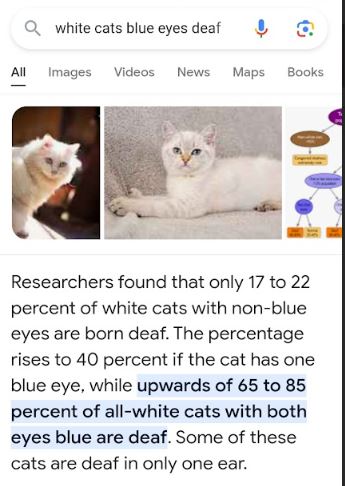 white cats blue eyes deaf
All Images Videos News Maps Books
Researchers found that only 17 to 22
percent of white cats with non-blue
eyes are born deaf. The percentage
rises to 40 percent if the cat has one
blue eye, while upwards of 65 to 85
percent of all-white cats with both
eyes blue are deaf. Some of these
cats are deaf in only one ear.